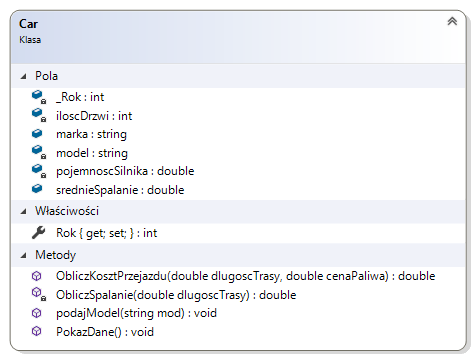 Car
Klasa
Pola
_Rok : int
iloscDrzwi : int
marka : string
model : string
pojemnoscSilnika : double
srednieSpalanie : double
Właściwości
Rok { get; set; } : int
Metody
ObliczKosztPrzejazdu(double dlugoscTrasy, double cenaPaliwa) : double
ObliczSpalanie(double dlugoscTrasy) : double
podajModel(string mod) : void
PokazDane() : void